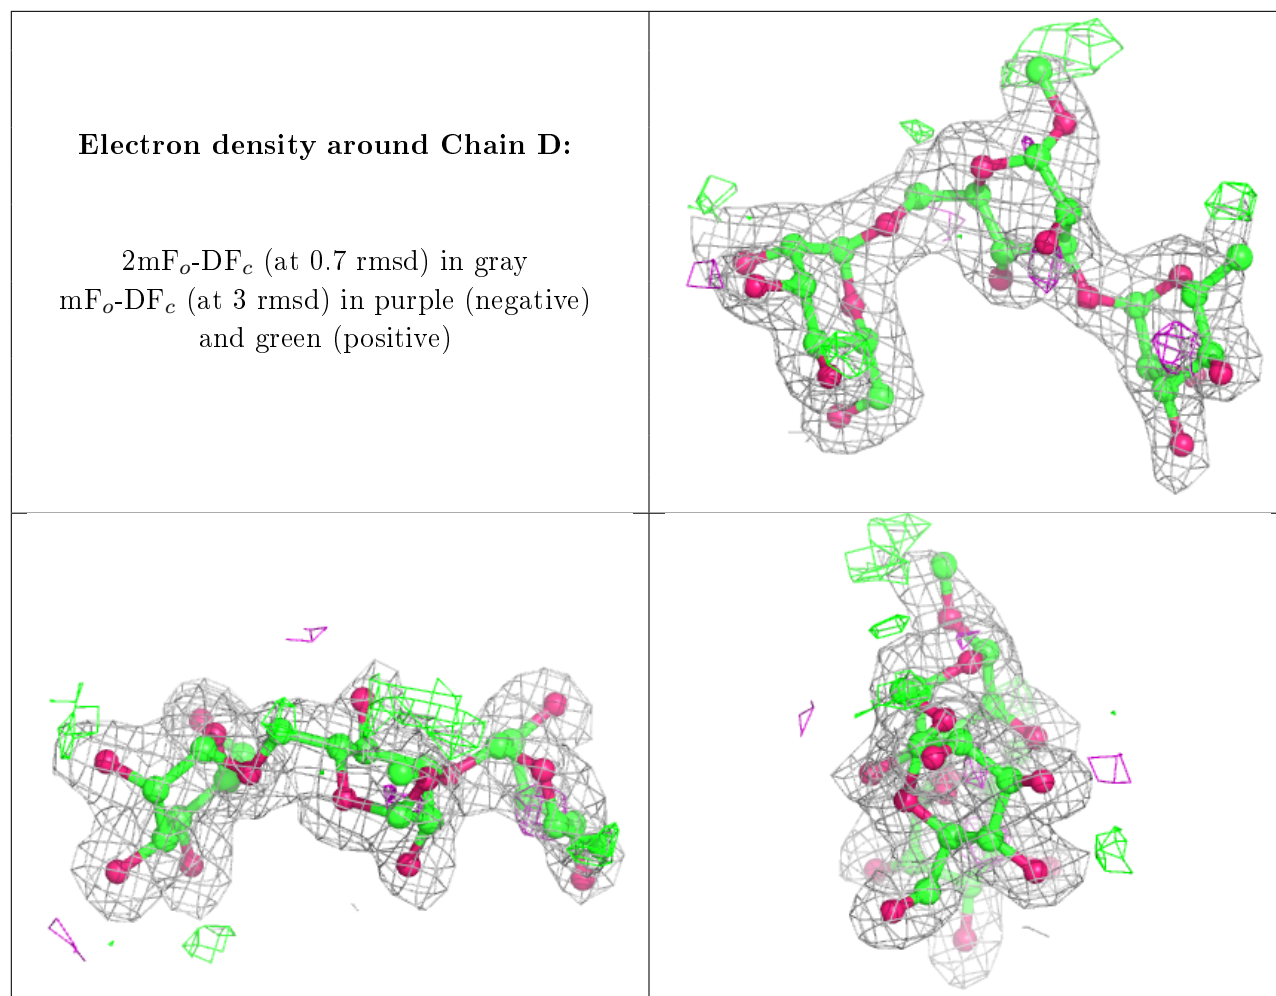 Electron density around Chain D:
2mFₒ-DF𝒸 (at 0.7 rmsd) in gray
mFₒ-DF𝒸 (at 3 rmsd) in purple (negative)
and green (positive)